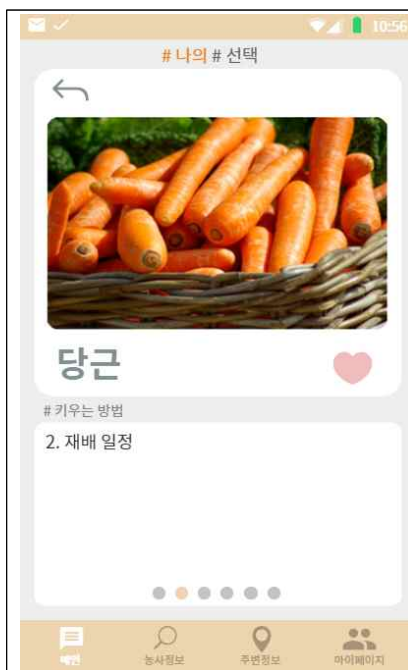 10:56
# 나의 # 선택
당근
# 키우는 방법
2. 재배 일정
농사정보
주변정보
마이페이지